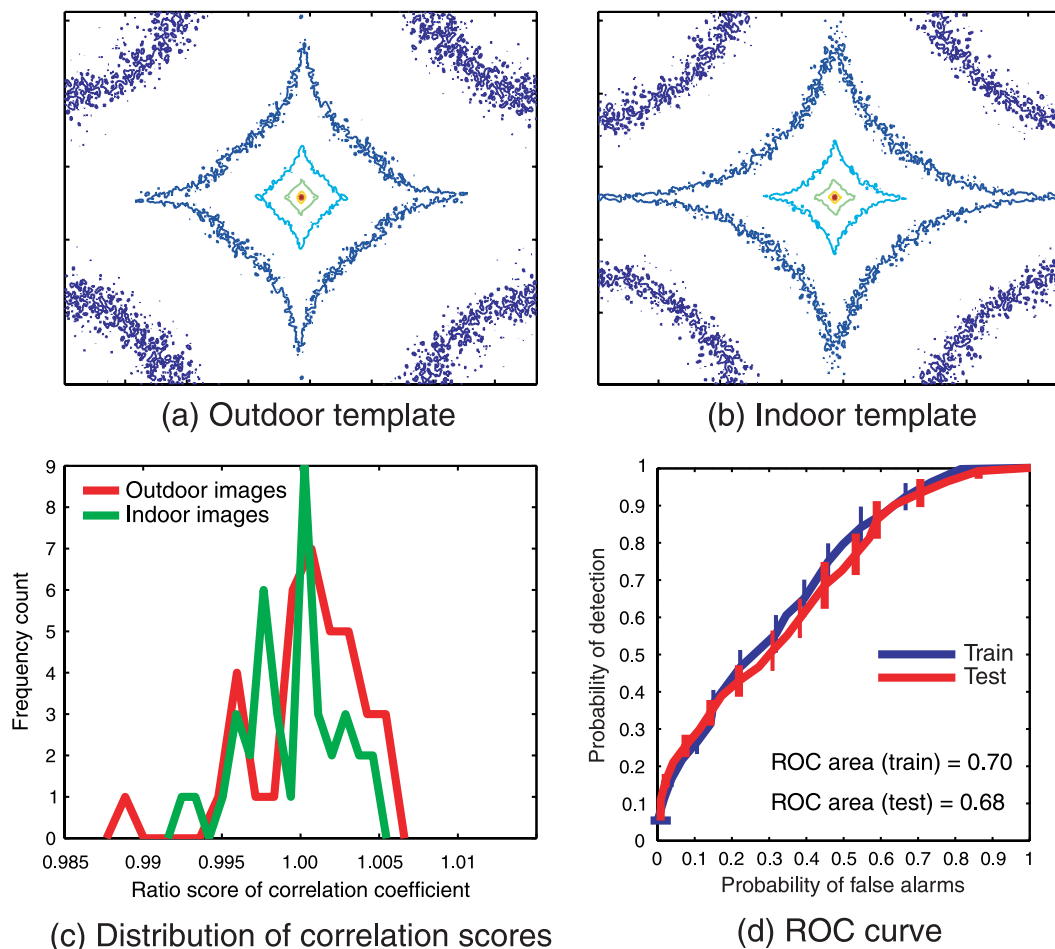 (a) Outdoor template
(b) Indoor template
9
8
7
6
5
4
3
2
1
0
Frequency count
Outdoor images
Indoor images
0.985
0.99
0.995
1.00
1.005
1.01
Ratio score of correlation coefficient
(c) Distribution of correlation scores
1
0.9
0.8
0.7
0.6
0.5
0.4
0.3
0.2
0.1
0
Probability of detection
Train
Test
ROC area (train) = 0.70
ROC area (test) = 0.68
0 0.1 0.2 0.3 0.4 0.5 0.6 0.7 0.8 0.9 1
Probability of false alarms
(d) ROC curve